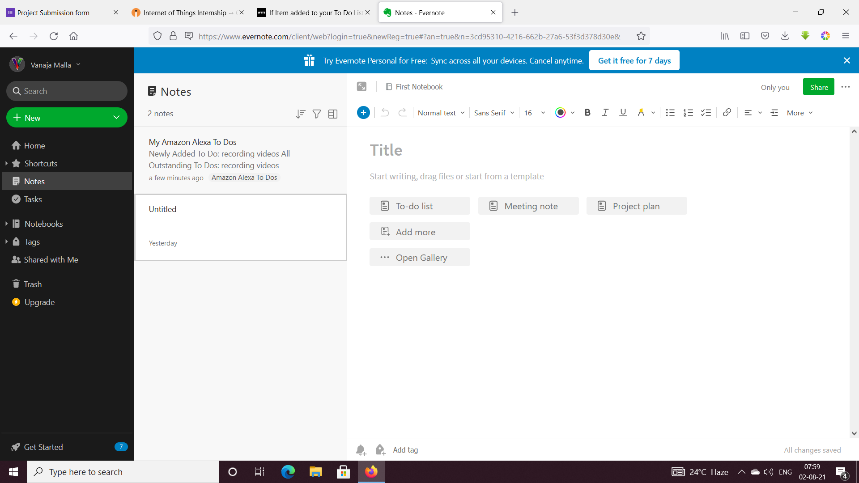 Project Submission form
Internet of Things Internship
If Item added to your To Do Lis
Notes - Evernote
https://www.evernote.com/client/web?login=true&newReg=true#?an=true&n=3cd95310-4216-662b-27a6-53f3d378d30e&
Vanaja Malla
Try Evernote Personal for Free: Sync across all your devices. Cancel anytime.
Get it free for 7 days
Search
New
Home
Shortcuts
Notes
Tasks
Notebooks
Tags
Shared with Me
Trash
Upgrade
Get Started
7
Notes
2 notes
My Amazon Alexa To Dos
Newly Added To Do: recording videos All
Outstanding To Dos: recording videos
a few minutes ago
Amazon Alexa To Dos
Untitled
Yesterday
First Notebook
Only you
Share
Normal text
Sans Serif
16
B
I
U
A
More
Title
Start writing, drag files or start from a template
To-do list
Meeting note
Project plan
Add more
Open Gallery
Add tag
All changes saved
Type here to search
24°C Haze
ENG
07:59
02-08-21
4